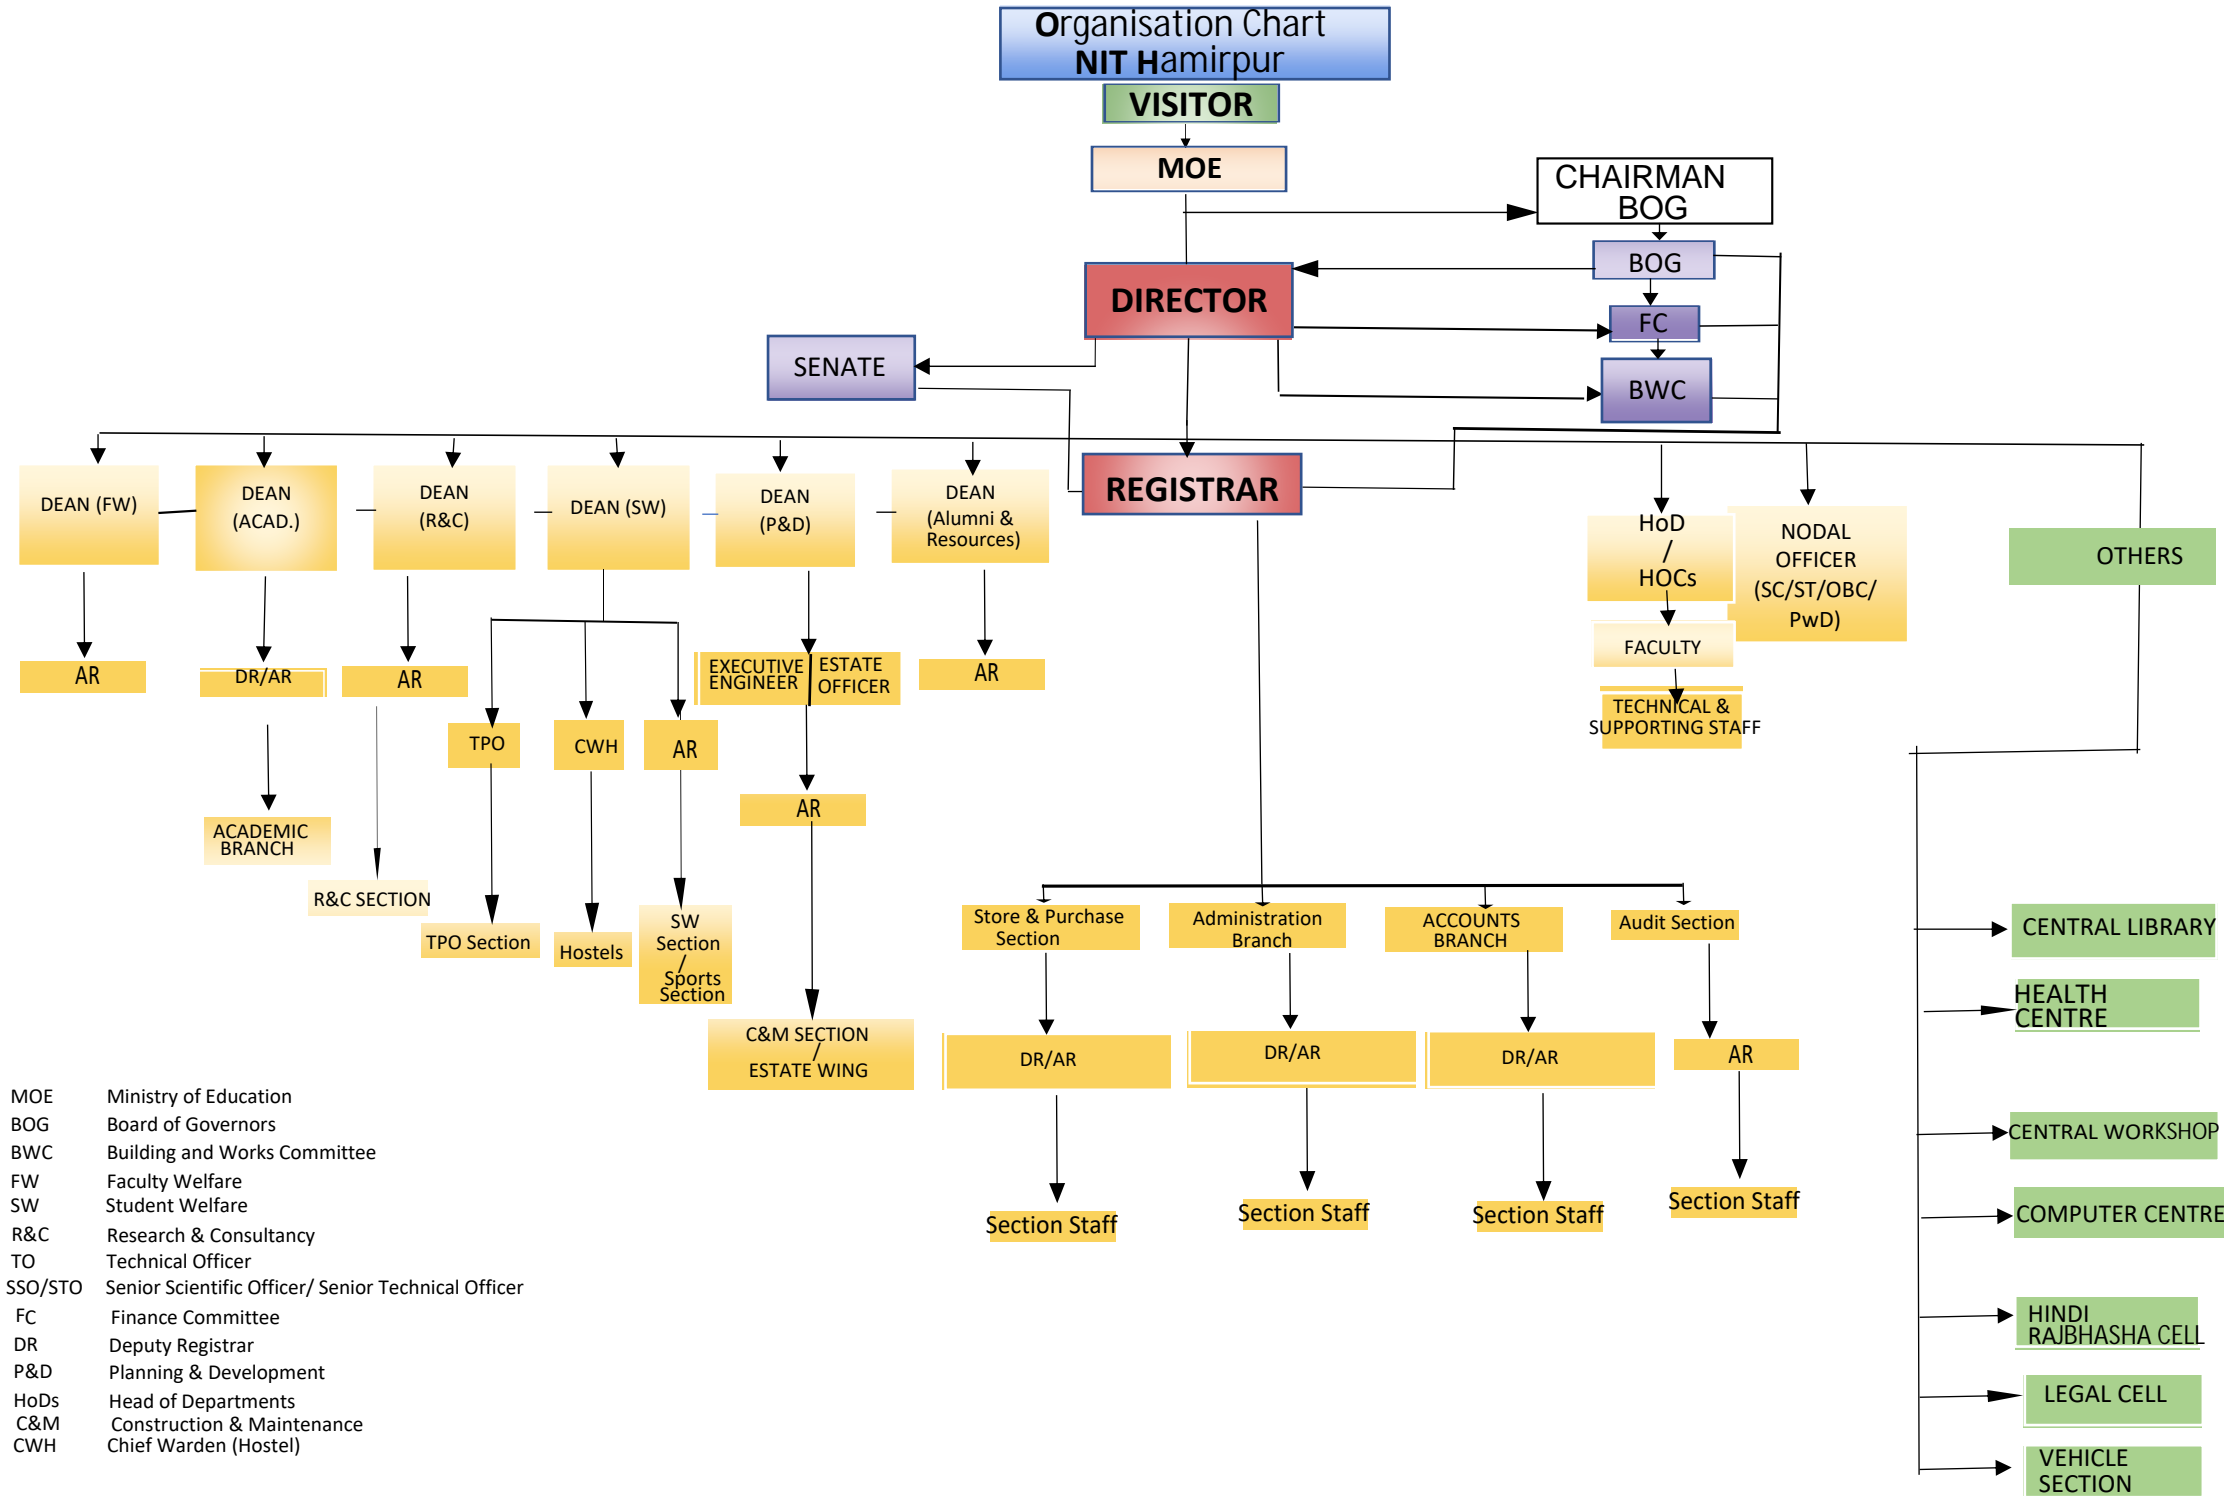 Organisation Chart
NIT Hamirpur
VISITOR
MOE
CHAIRMAN
BOG
BOG
DIRECTOR
FC
SENATE
BWC
DEAN (FW)
DEAN
(ACAD.)
DEAN
(R&C)
DEAN (SW)
DEAN
(P&D)
DEAN
(Alumni &
Resources)
REGISTRAR
HoD
/
HOCs
NODAL
OFFICER
(SC/ST/OBC/
PwD)
OTHERS
FACULTY
TECHNICAL &
SUPPORTING STAFF
AR
DR/AR
AR
EXECUTIVE
ENGINEER
ESTATE
OFFICER
AR
TPO
CWH
AR
AR
ACADEMIC
BRANCH
R&C SECTION
TPO Section
Hostels
SW
Section
/
Sports
Section
C&M SECTION
/
ESTATE WING
Store & Purchase
Section
Administration
Branch
ACCOUNTS
BRANCH
Audit Section
DR/AR
DR/AR
DR/AR
AR
Section Staff
Section Staff
Section Staff
Section Staff
CENTRAL LIBRARY
HEALTH
CENTRE
CENTRAL WORKSHOP
COMPUTER CENTRE
HINDI
RAJBHASHA CELL
LEGAL CELL
VEHICLE
SECTION
MOE Ministry of Education
BOG Board of Governors
BWC Building and Works Committee
FW Faculty Welfare
SW Student Welfare
R&C Research & Consultancy
TO Technical Officer
SSO/STO Senior Scientific Officer/ Senior Technical Officer
FC Finance Committee
DR Deputy Registrar
P&D Planning & Development
HoDs Head of Departments
C&M Construction & Maintenance
CWH Chief Warden (Hostel)